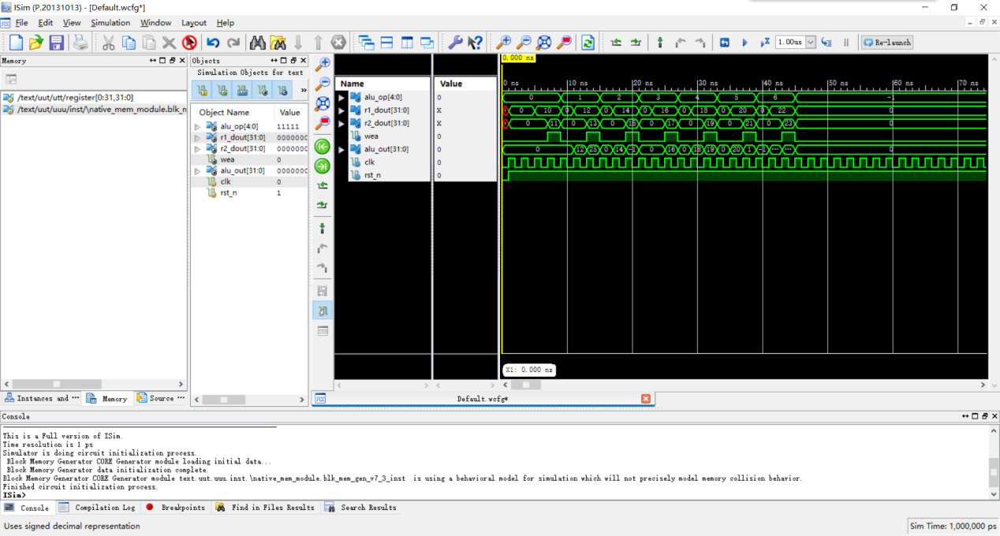 ISim (P.20131013) - [Default.wcfg*]
File Edit View Simulation Window Layout Help
1.00us Re-launch
Memory
/text/uut/utt/register[0:31,31:0]
/text/uut/uuu/inst/\native_mem_module.blk_n
Instances and ··· Memory Source ···
Objects
Simulation Objects for text
»
Object Name Value
alu_op[4:0] 11111
r1_dout[31:0] 0000000
r2_dout[31:0] 0000000
wea 0
alu_out[31:0] 0000000
clk 0
rst_n 1
Name Value
alu_op[4:0] 0
r1_dout[31:0] X
r2_dout[31:0] X
wea 0
alu_out[31:0] 0
clk 0
rst_n 0
0.000 ns
0 ns 10 ns 20 ns 30 ns 40 ns 50 ns 60 ns 70 ns
0 1 2 3 4 5 6 -1
0 10 0 12 0 14 0 16 0 18 0 20 0 22 0
0 11 0 13 0 15 0 17 0 19 0 21 0 23 0
0 12 25 0 14 -1 0 16 0 18 19 0 20 1 -1 ··· ··· 0
X1: 0.000 ns
Default.wcfg*
Console
This is a Full version of ISim.
Time resolution is 1 ps
Simulator is doing circuit initialization process.
Block Memory Generator CORE Generator module loading initial data...
Block Memory Generator data initialization complete.
Block Memory Generator CORE Generator module text.uut.uuu.inst.\native_mem_module.blk_mem_gen_v7_3_inst is using a behavioral model for simulation which will not precisely model memory collision behavior.
Finished circuit initialization process.
ISim>
Console Compilation Log Breakpoints Find in Files Results Search Results
Uses signed decimal representation
Sim Time: 1,000,000 ps